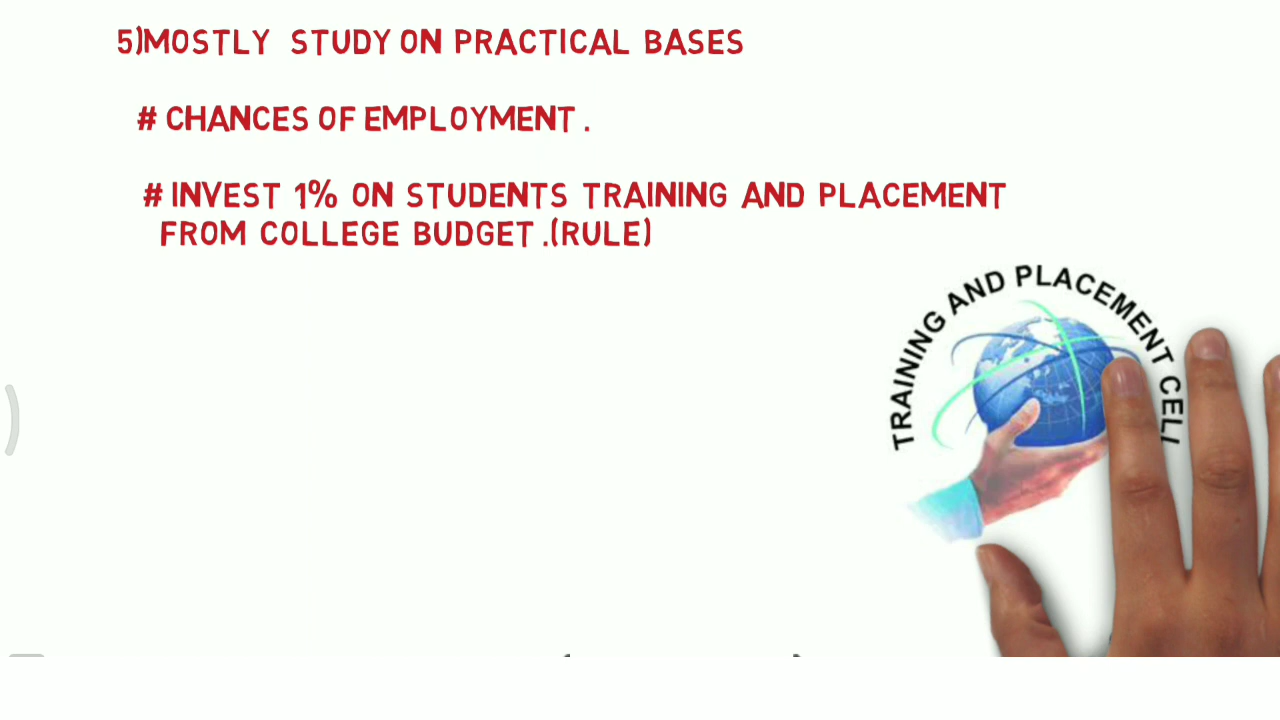 5)MOSTLY STUDY ON PRACTICAL BASES
# CHANCES OF EMPLOYMENT .
# INVEST 1% ON STUDENTS TRAINING AND PLACEMENT
FROM COLLEGE BUDGET .(RULE)
TRAINING AND PLACEMENT CELL